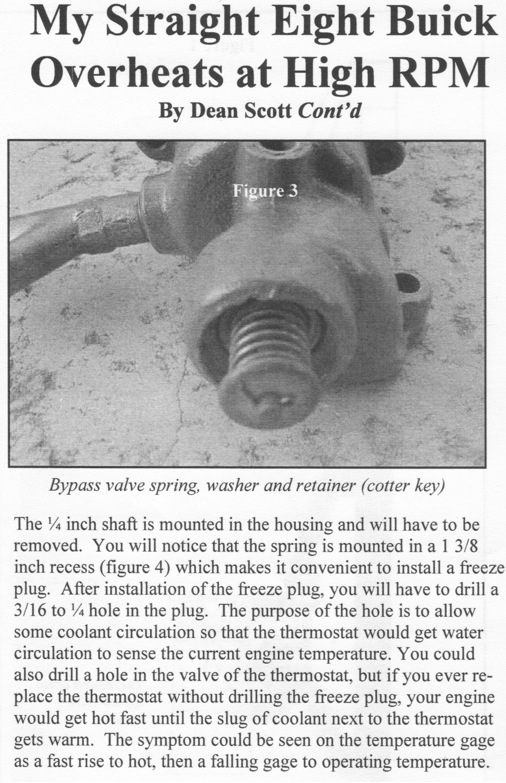 My Straight Eight Buick
Overheats at High RPM
By Dean Scott Cont'd
Figure 3
Bypass valve spring, washer and retainer (cotter key)
The ¼ inch shaft is mounted in the housing and will have to be
removed.  You will notice that the spring is mounted in a 1 3/8
inch recess (figure 4) which makes it convenient to install a freeze
plug.  After installation of the freeze plug, you will have to drill a
3/16 to ¼ hole in the plug.  The purpose of the hole is to allow
some coolant circulation so that the thermostat would get water
circulation to sense the current engine temperature. You could
also drill a hole in the valve of the thermostat, but if you ever re-
place the thermostat without drilling the freeze plug, your engine
would get hot fast until the slug of coolant next to the thermostat
gets warm.  The symptom could be seen on the temperature gage
as a fast rise to hot, then a falling gage to operating temperature.